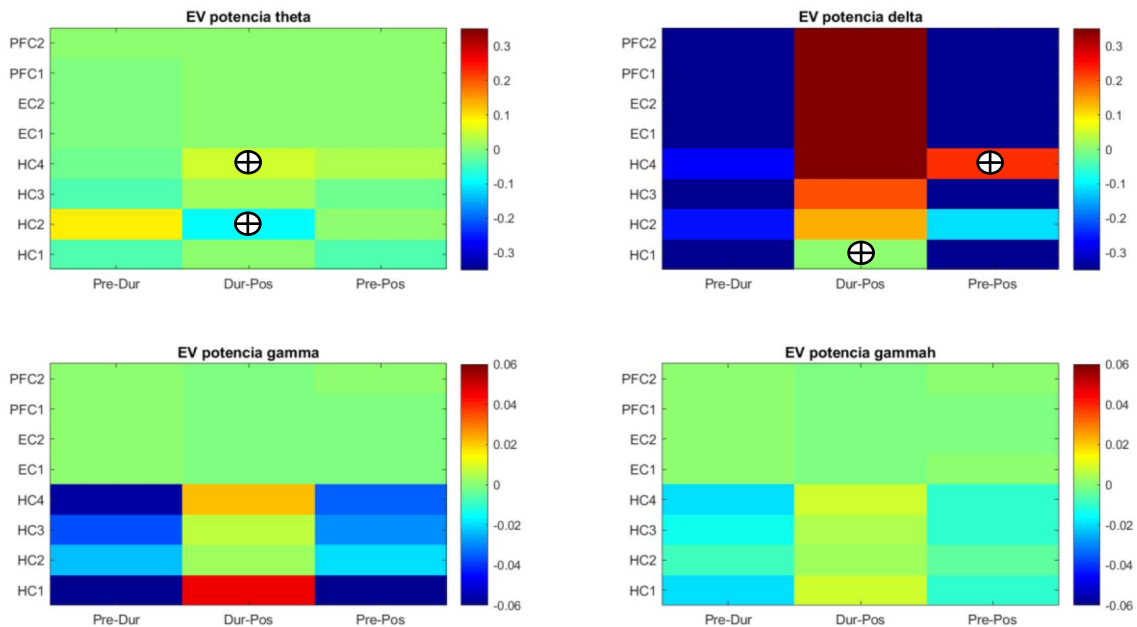 EV potencia theta
PFC2
PFC1
EC2
EC1
HC4
HC3
HC2
HC1
Pre-Dur
Dur-Pos
Pre-Pos
0.3
0.2
0.1
0
-0.1
-0.2
-0.3
EV potencia delta
PFC2
PFC1
EC2
EC1
HC4
HC3
HC2
HC1
Pre-Dur
Dur-Pos
Pre-Pos
0.3
0.2
0.1
0
-0.1
-0.2
-0.3
EV potencia gamma
PFC2
PFC1
EC2
EC1
HC4
HC3
HC2
HC1
Pre-Dur
Dur-Pos
Pre-Pos
0.06
0.04
0.02
0
-0.02
-0.04
-0.06
EV potencia gammah
PFC2
PFC1
EC2
EC1
HC4
HC3
HC2
HC1
Pre-Dur
Dur-Pos
Pre-Pos
0.06
0.04
0.02
0
-0.02
-0.04
-0.06